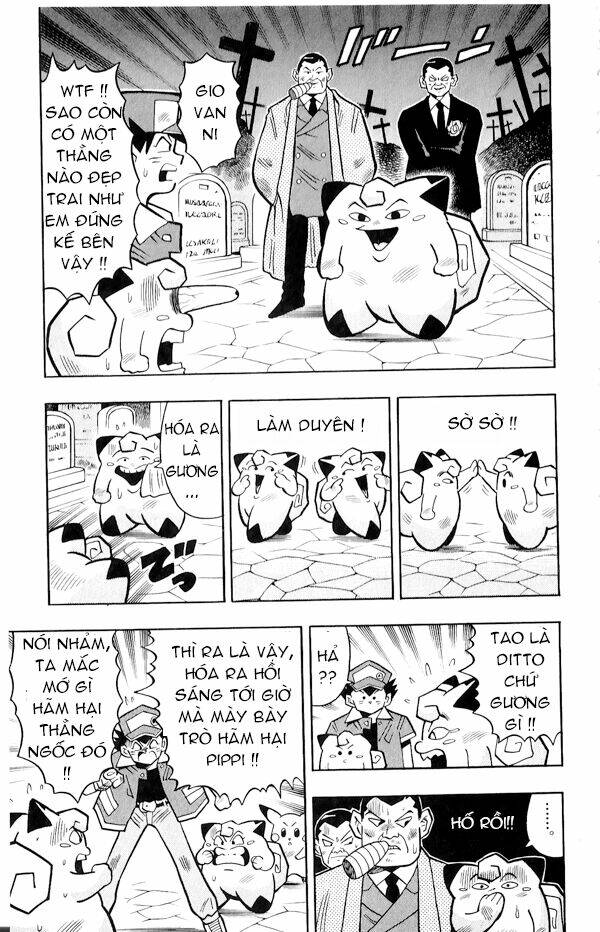 GIO
VAN
NI
WTF !!
SAO CÒN
CÓ MỘT
THẰNG
NÀO ĐẸP
TRAI NHƯ
EM ĐÚNG
KẾ BÊN
VẬY !!
SỜ SỜ !!
LÀM DUYÊN !
HÓA RA
LÀ
GƯƠNG
...
TAO LÀ
DITTO
CHỨ
GƯƠNG
GÌ !!
HẢ
??
......
HỐ RỒI!!
THÌ RA LÀ VẬY,
HÓA RA HỒI
SÁNG TỚI GIỜ
MÀ MÀY BÀY
TRÒ HÃM HẠI
PIPPI !
NÓI NHẢM,
TA MẮC
MỚ GÌ
HÃM HẠI
THẰNG
NGỐC ĐÓ
!!